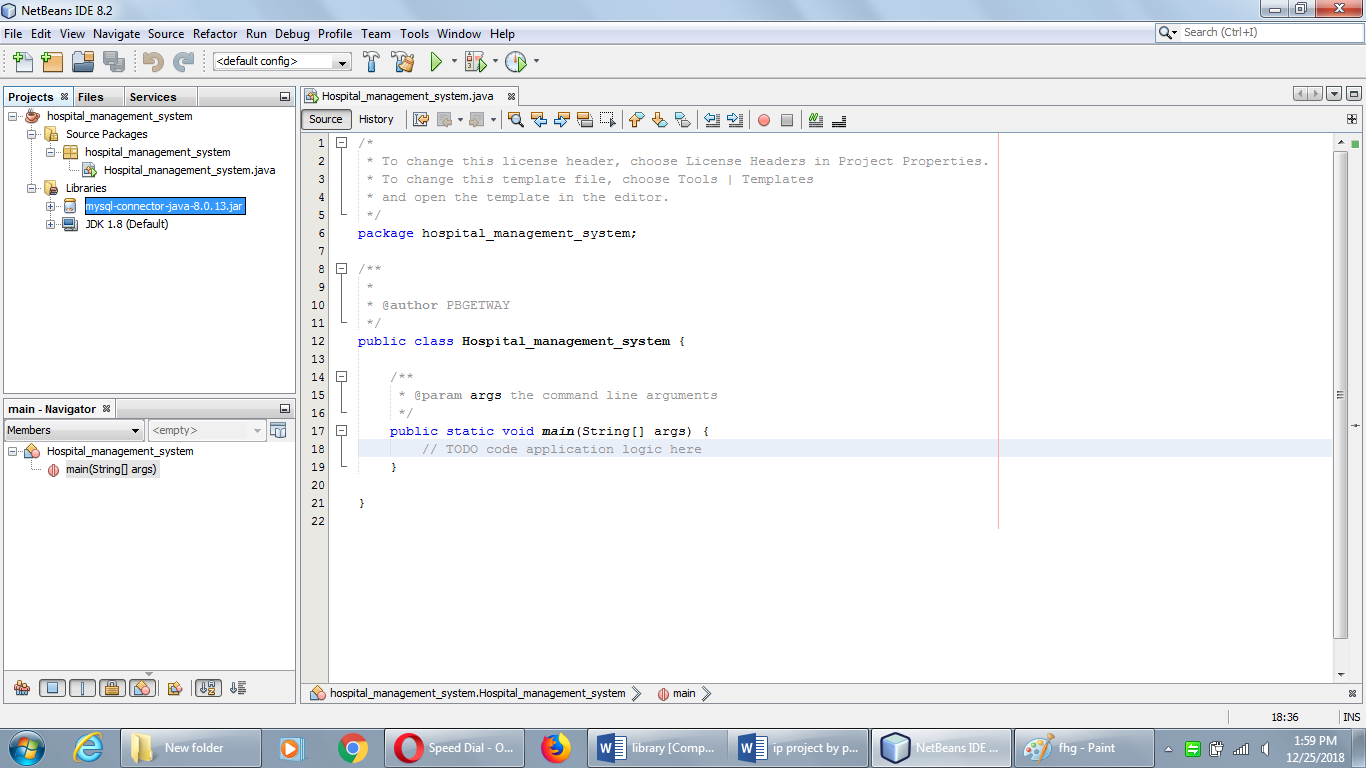 NetBeans IDE 8.2
File Edit View Navigate Source Refactor Run Debug Profile Team Tools Window Help
Search (Ctrl+I)
<default config>
Projects Files Services
hospital_management_system
Source Packages
hospital_management_system
Hospital_management_system.java
Libraries
mysql-connector-java-8.0.13.jar
JDK 1.8 (Default)
main - Navigator
Members <empty>
Hospital_management_system
main(String[] args)
Hospital_management_system.java
Source History
1 /*
2 * To change this license header, choose License Headers in Project Properties.
3 * To change this template file, choose Tools | Templates
4 * and open the template in the editor.
5 */
6 package hospital_management_system;
7
8 /**
9 *
10 * @author PBGETWAY
11 */
12 public class Hospital_management_system {
13
14 /**
15 * @param args the command line arguments
16 */
17 public static void main(String[] args) {
18 // TODO code application logic here
19 }
20
21 }
22
hospital_management_system.Hospital_management_system main
18:36 INS
New folder Speed Dial - O... library [Comp... ip project by p... NetBeans IDE ... fhg - Paint
1:59 PM
12/25/2018